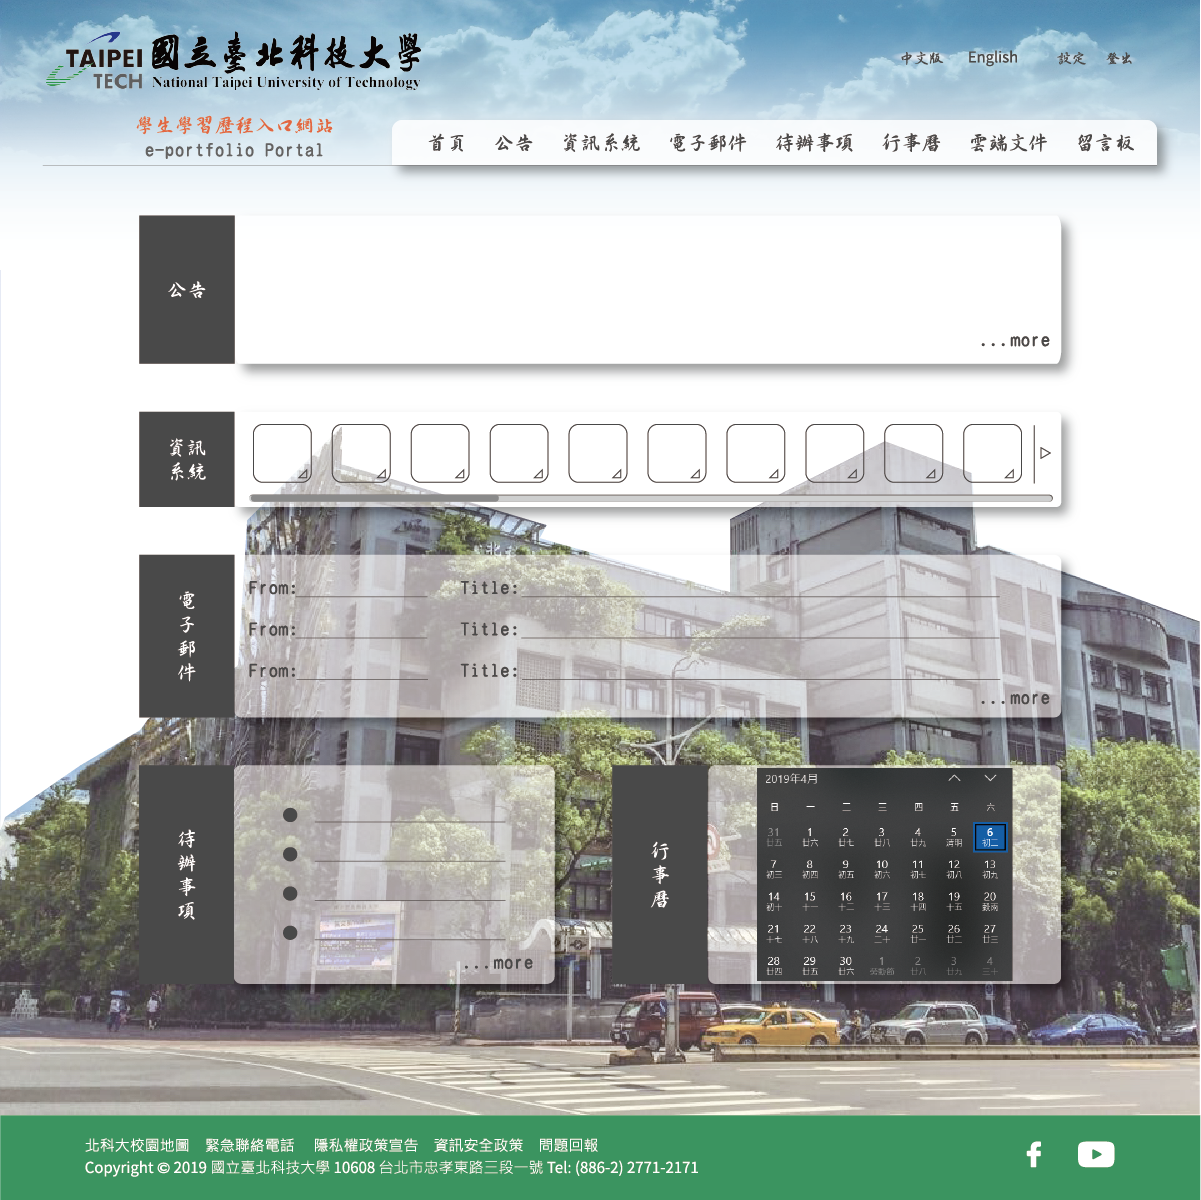 TAIPEI TECH
國立臺北科技大學
National Taipei University of Technology
中文版 English 設定 登出
學生學習歷程入口網站
e-portfolio Portal
首頁 公告 資訊系統 電子郵件 待辦事項 行事曆 雲端文件 留言板
公告
...more
資訊
系統
電子郵件
From: Title:
From: Title:
From: Title:
...more
待辦事項
...more
行事曆
2019年4月
日 一 二 三 四 五 六
31 1 2 3 4 5 6
廿五 廿六 廿七 廿八 廿九 清明 初二
7 8 9 10 11 12 13
初三 初四 初五 初六 初七 初八 初九
14 15 16 17 18 19 20
初十 十一 十二 十三 十四 十五 穀雨
21 22 23 24 25 26 27
十七 十八 十九 二十 廿一 廿二 廿三
28 29 30 1 2 3 4
廿四 廿五 廿六 勞動節 廿八 廿九 三十
北科大校園地圖 緊急聯絡電話 隱私權政策宣告 資訊安全政策 問題回報
Copyright © 2019 國立臺北科技大學 10608 台北市忠孝東路三段一號 Tel: (886-2) 2771-2171